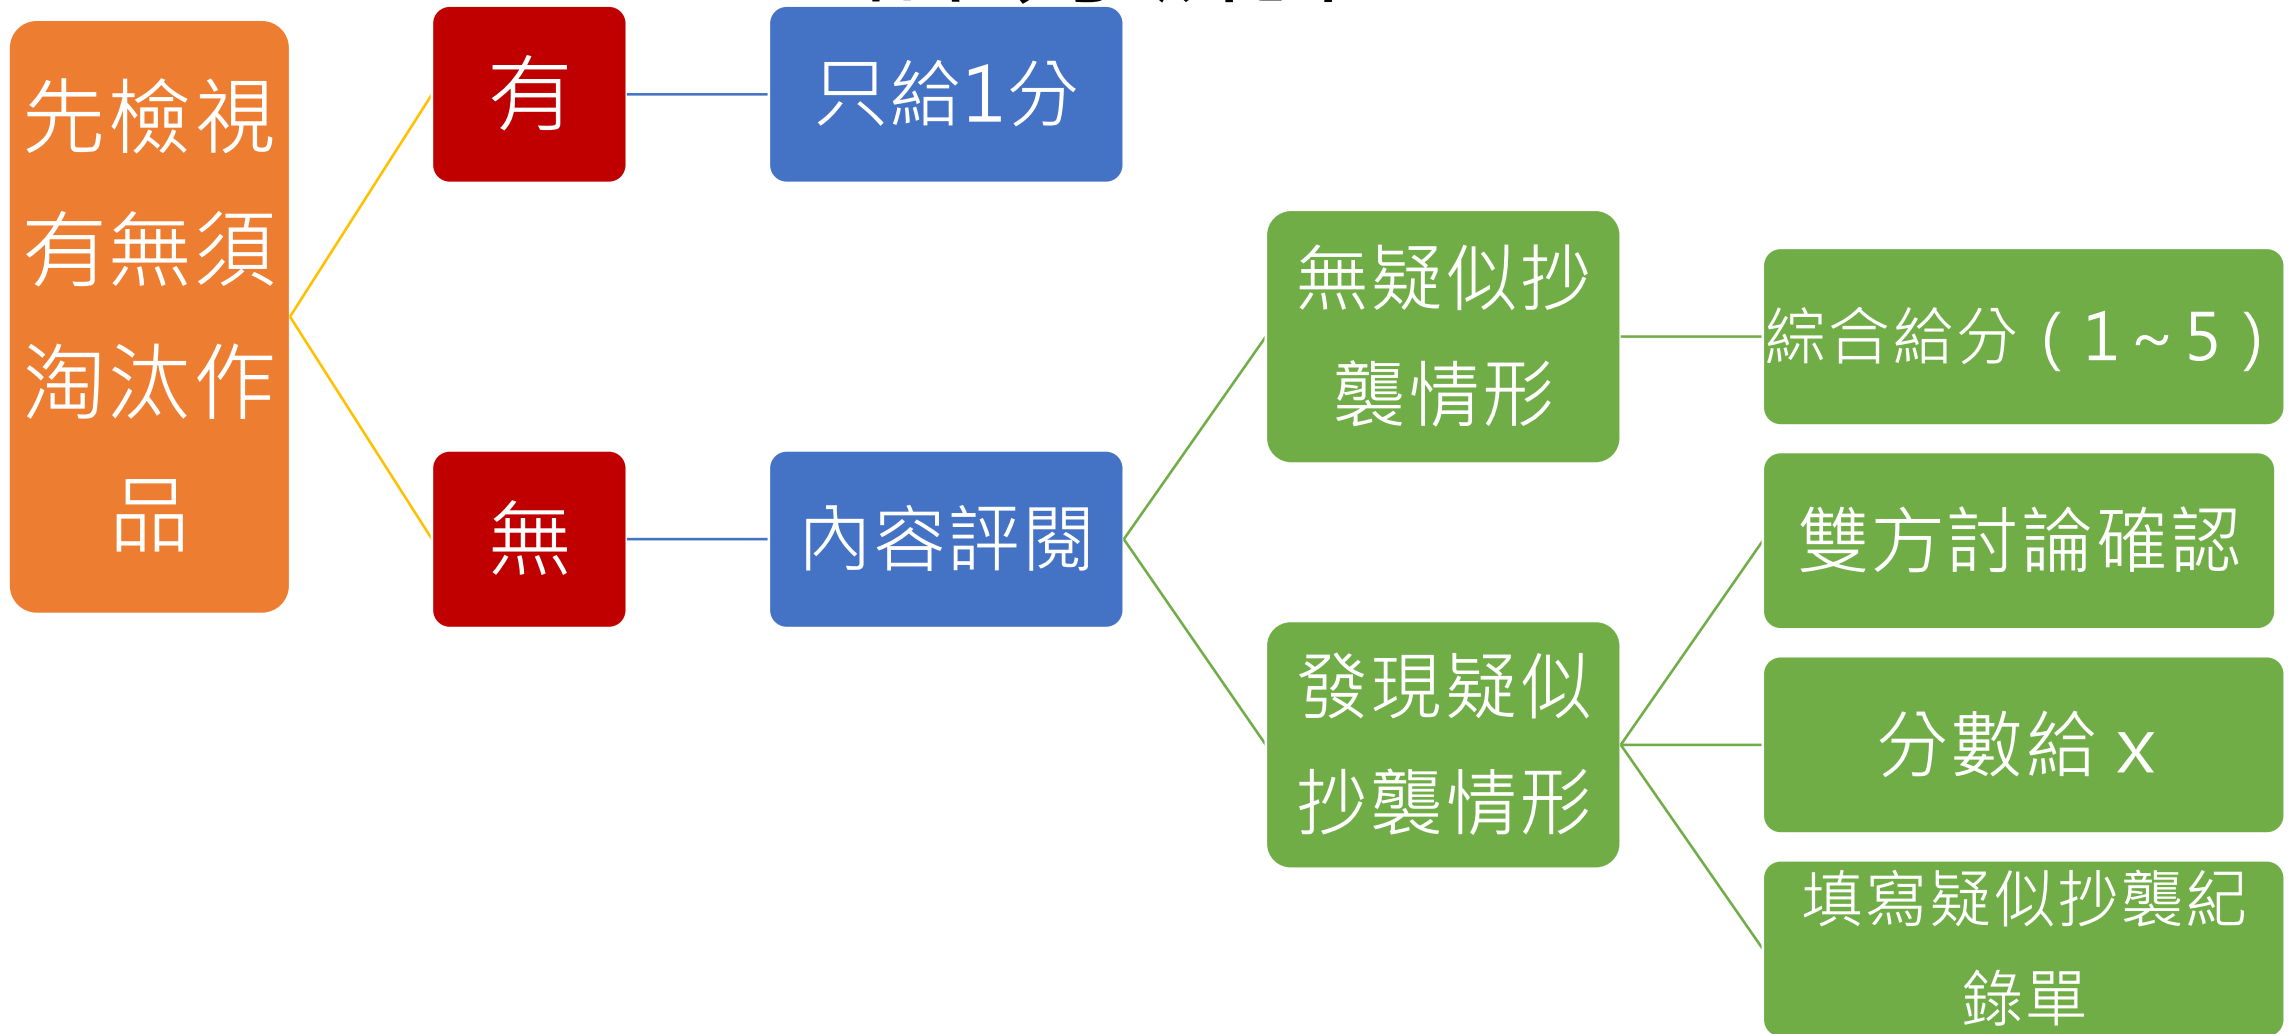 先檢視
有無須
淘汰作
品
有
只給1分
無
內容評閱
無疑似抄
襲情形
綜合給分(1~5)
發現疑似
抄襲情形
雙方討論確認
分數給 x
填寫疑似抄襲紀
錄單